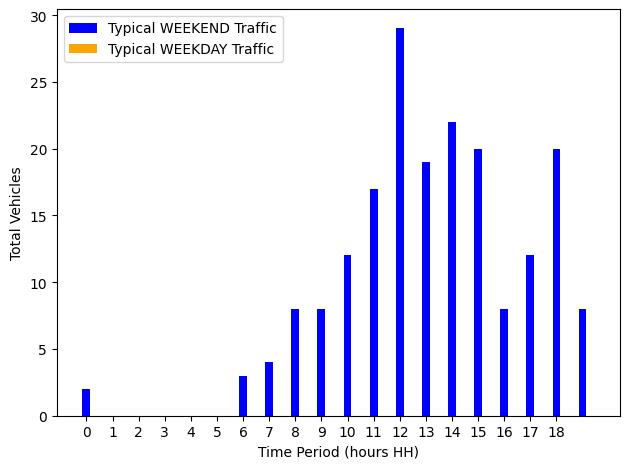 Typical WEEKEND Traffic
Typical WEEKDAY Traffic
30
25
20
15
10
5
0
Total Vehicles
0 1 2 3 4 5 6 7 8 9 10 11 12 13 14 15 16 17 18
Time Period (hours HH)